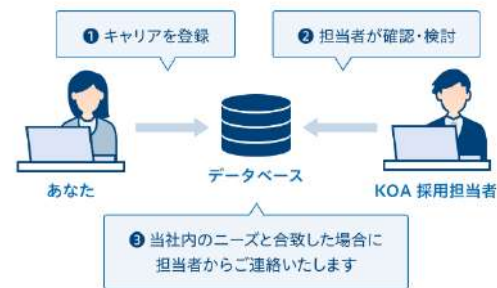 ❶ キャリアを登録
❷ 担当者が確認・検討
あなた
データベース
KOA 採用担当者
❸ 当社内のニーズと合致した場合に
担当者からご連絡いたします